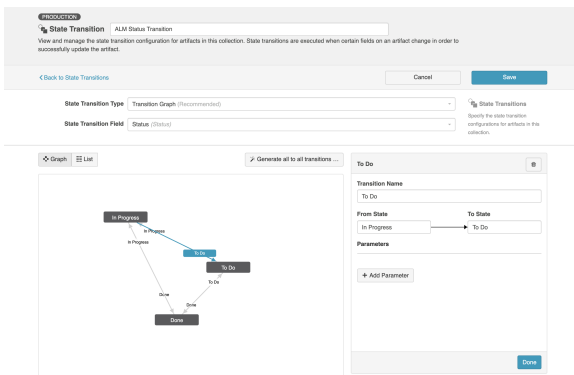 PRODUCTION
State Transition
ALM Status Transition
View and manage the state transition configuration for artifacts in this collection. State transitions are executed when certain fields on an artifact change in order to
successfully update the artifact.
Back to State Transitions
Cancel
Save
State Transition Type
Transition Graph (Recommended)
State Transition Field
Status (Status)
State Transitions
Specify the state transition
configurations for artifacts in this
collection.
Graph
List
Generate all to all transitions ...
To Do
Transition Name
To Do
From State
To State
In Progress
To Do
Parameters
+ Add Parameter
Done
In Progress
In Progress
In Progress
To Do
To Do
To Do
Done
Done
Done